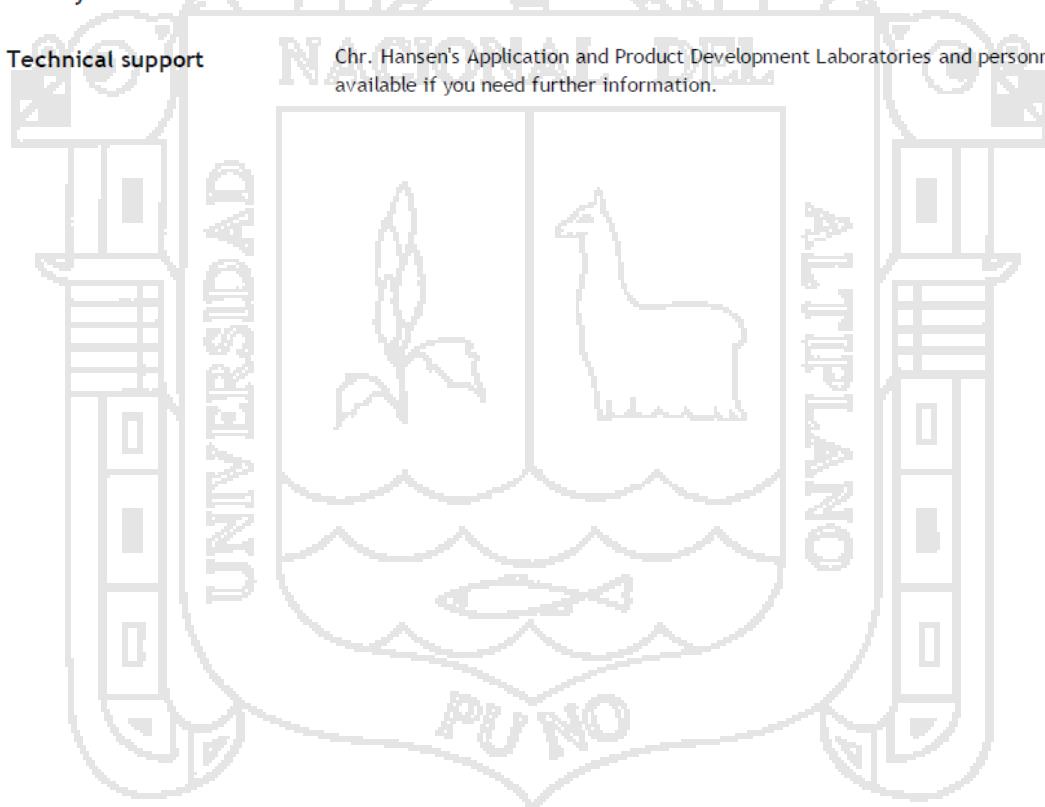 Technical support
Chr. Hansen's Application and Product Development Laboratories and
available if you need further information.
NACIONAL DEL
UNIVERSIDAD
ALTIPLANO
PUNO